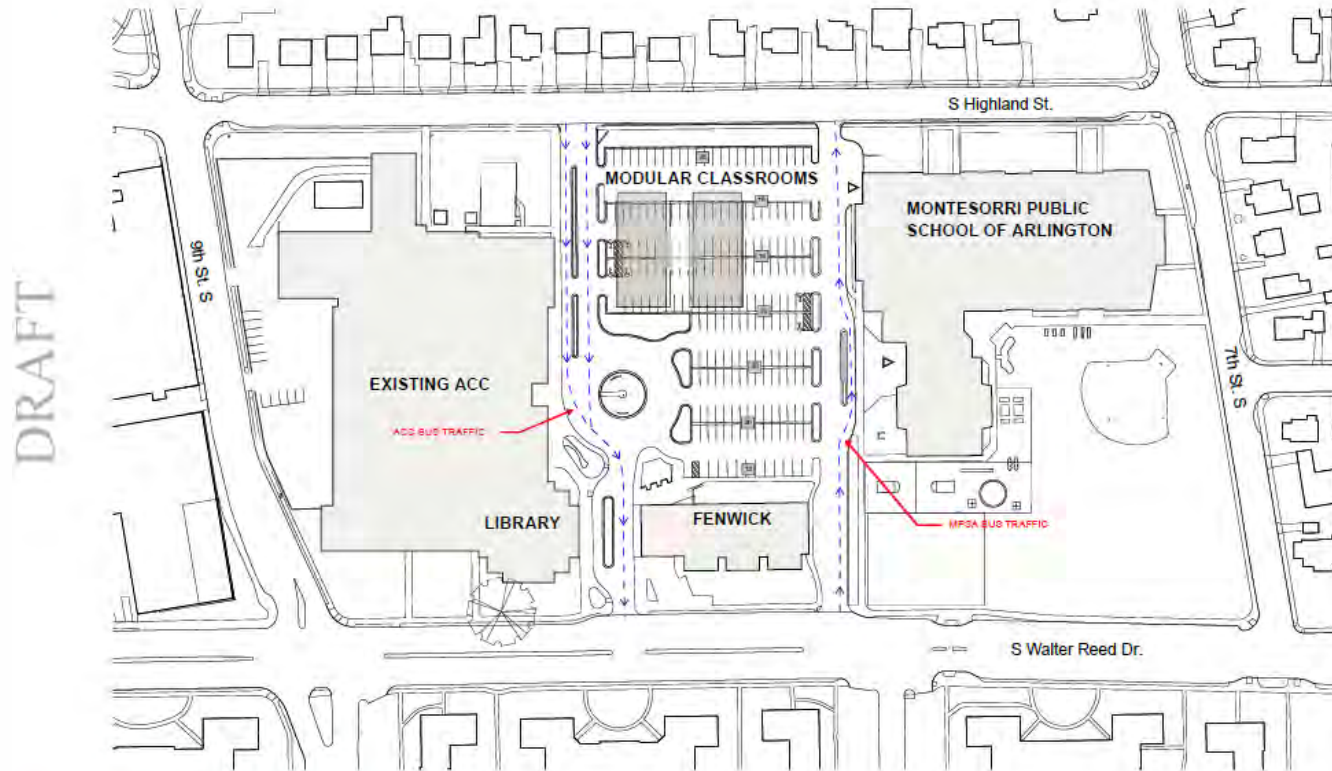 DRAFT
S Highland St.
MODULAR CLASSROOMS
MONTESORRI PUBLIC
SCHOOL OF ARLINGTON
9th St. S
EXISTING ACC
ACC BUS TRAFFIC
7th St. S
LIBRARY
FENWICK
MPSA BUS TRAFFIC
S Walter Reed Dr.